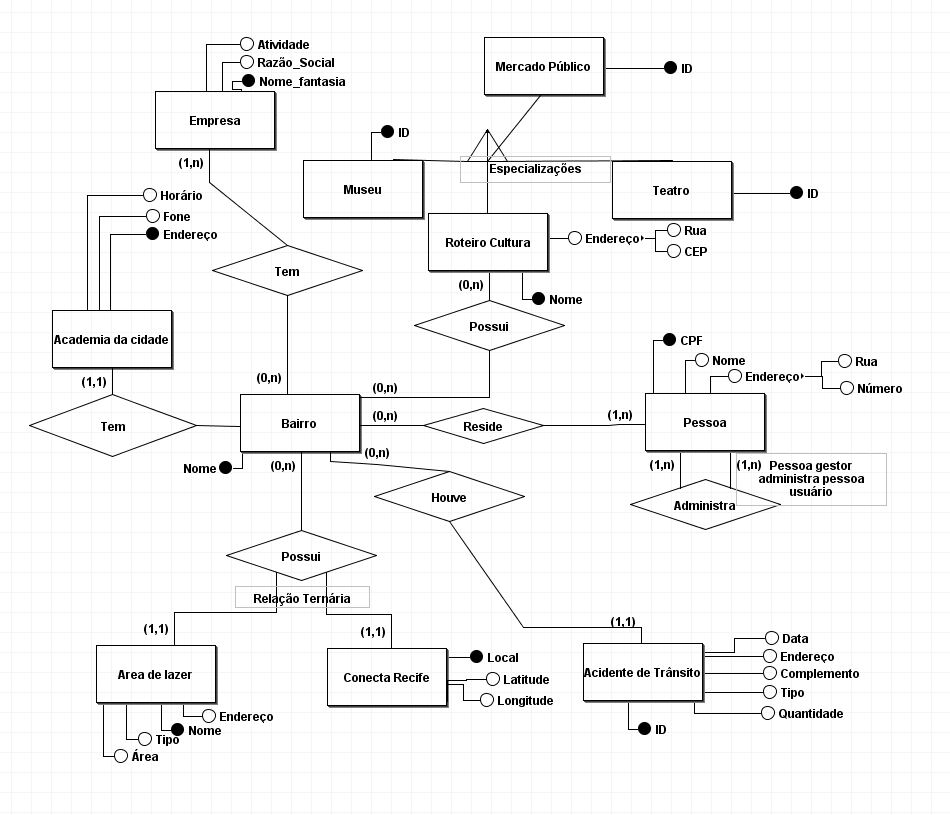 Atividade
Razão_Social
Nome_fantasia
Empresa
(1,n)
Mercado Público
ID
ID
Museu
Especializações
Teatro
ID
Horário
Fone
Endereço
Academia da cidade
(1,1)
Tem
Tem
(0,n)
Roteiro Cultura
Endereço
Rua
CEP
(0,n)
Nome
Possui
(0,n)
CPF
Nome
Endereço
Rua
Número
Bairro
(0,n)
Reside
(1,n)
Pessoa
Nome
(0,n)
(0,n)
Houve
(1,n)
(1,n)
Pessoa gestor
administra pessoa
usuário
Administra
Possui
Relação Ternária
(1,1)
(1,1)
(1,1)
Area de lazer
Endereço
Nome
Tipo
Área
Conecta Recife
Local
Latitude
Longitude
Acidente de Trânsito
Data
Endereço
Complemento
Tipo
Quantidade
ID